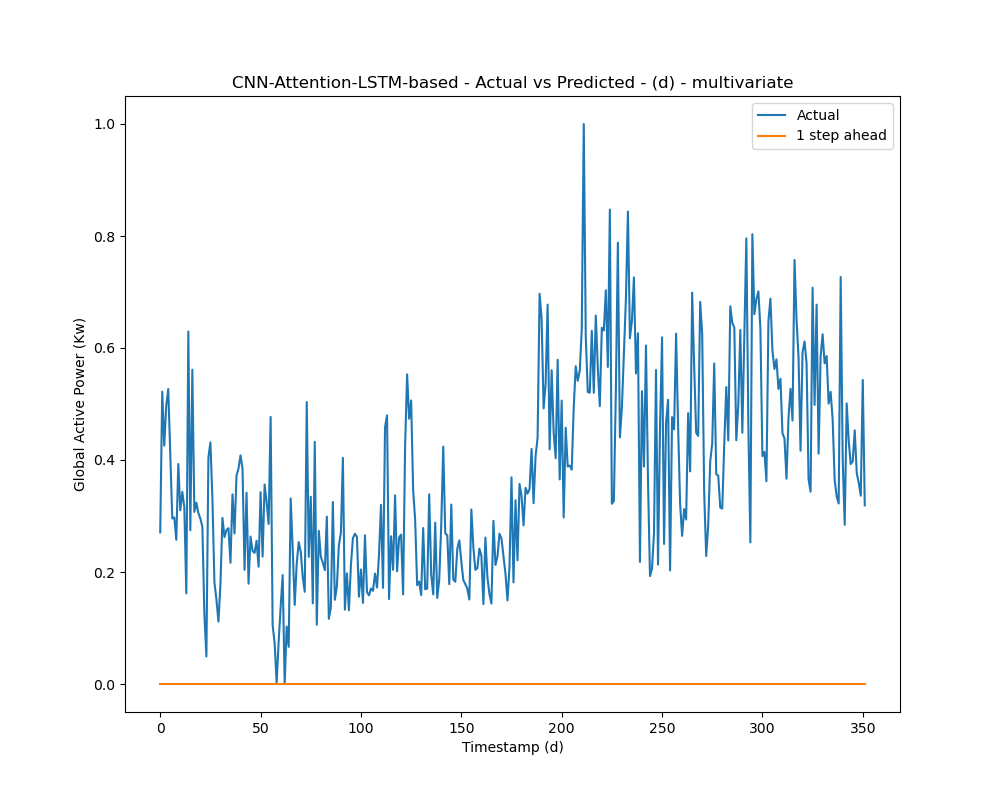 CNN-Attention-LSTM-based - Actual vs Predicted - (d) - multivariate
Actual
1 step ahead
Global Active Power (Kw)
1.0
0.8
0.6
0.4
0.2
0.0
0 50 100 150 200 250 300 350
Timestamp (d)